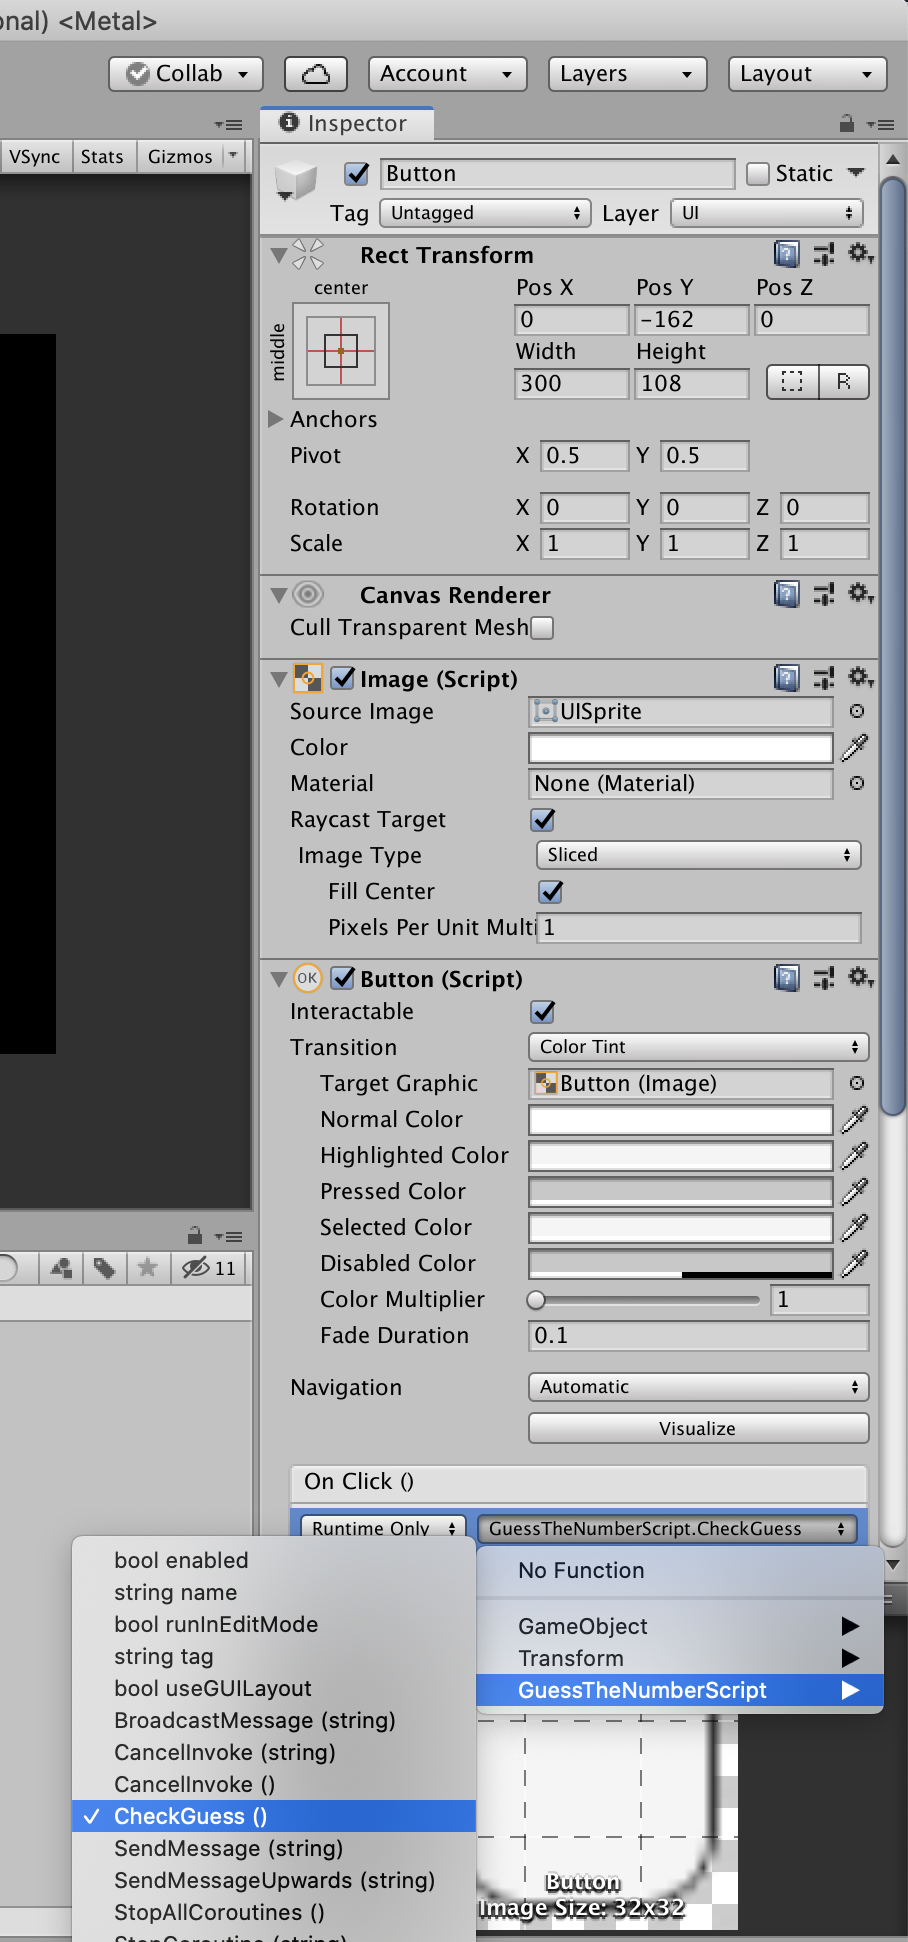 onal) <Metal>
Collab Account Layers Layout
Inspector
VSync Stats Gizmos
Button Static
Tag Untagged Layer UI
Rect Transform
center
middle
Pos X Pos Y Pos Z
0 -162 0
Width Height
300 108 R
Anchors
Pivot X 0.5 Y 0.5
Rotation X 0 Y 0 Z 0
Scale X 1 Y 1 Z 1
Canvas Renderer
Cull Transparent Mesh
Image (Script)
Source Image UISprite
Color
Material None (Material)
Raycast Target
Image Type Sliced
Fill Center
Pixels Per Unit Multi 1
OK Button (Script)
Interactable
Transition Color Tint
Target Graphic Button (Image)
Normal Color
Highlighted Color
Pressed Color
Selected Color
11
Disabled Color
Color Multiplier 1
Fade Duration 0.1
Navigation Automatic
Visualize
On Click ()
Runtime Only GuessTheNumberScript.CheckGuess
No Function
GameObject
Transform
GuessTheNumberScript
bool enabled
string name
bool runInEditMode
string tag
bool useGUILayout
BroadcastMessage (string)
CancelInvoke (string)
CancelInvoke ()
✓ CheckGuess ()
SendMessage (string)
SendMessageUpwards (string)
StopAllCoroutines ()
StopCoroutine (string)
Button
Image Size: 32x32